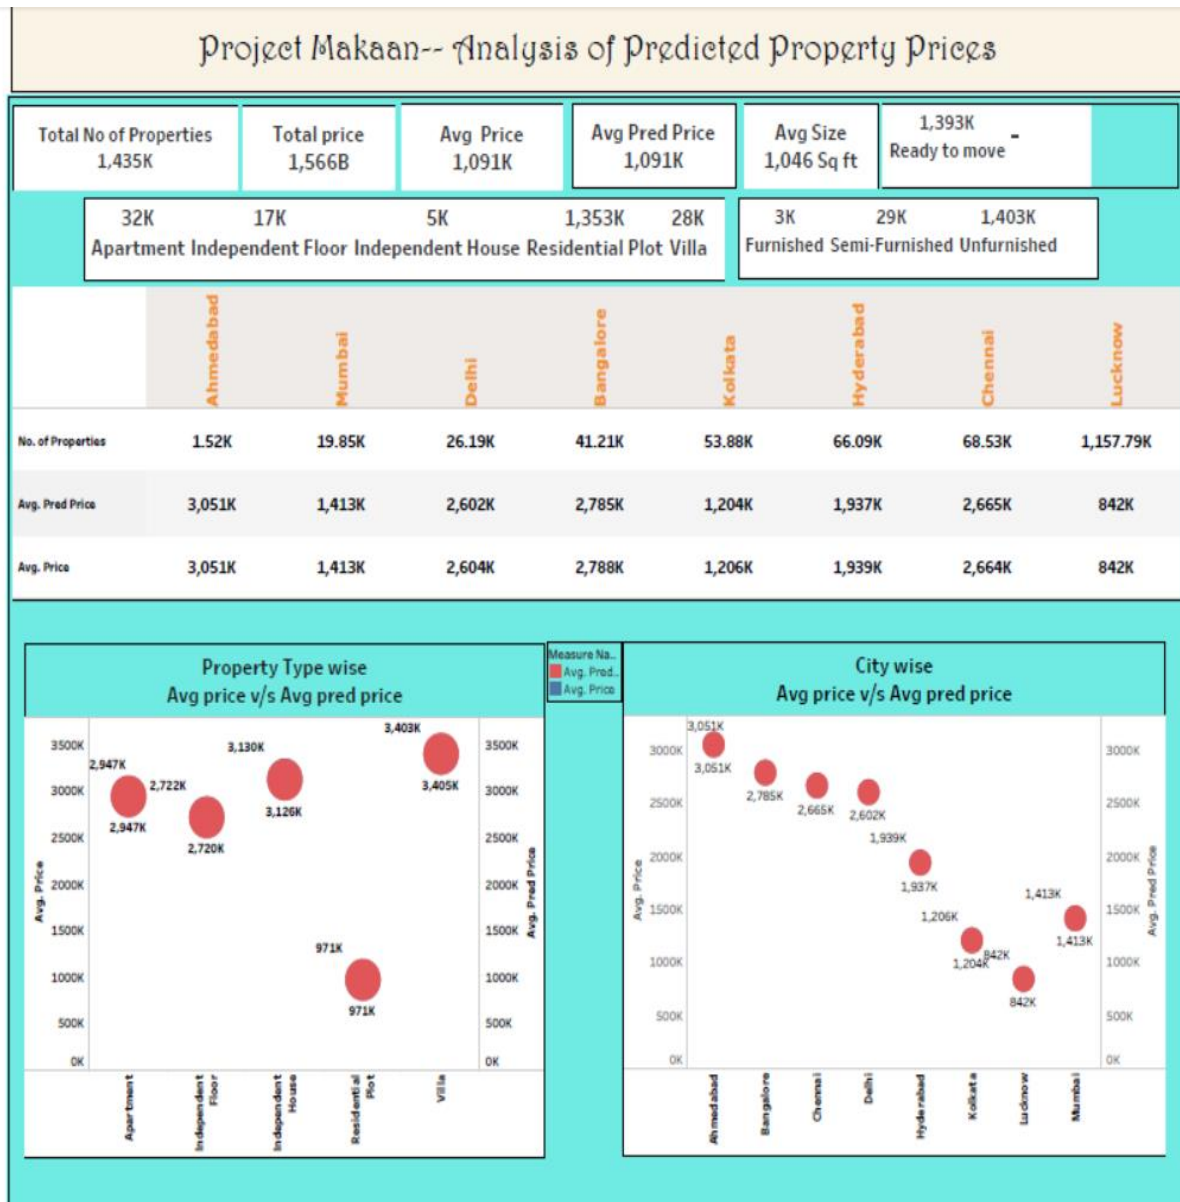 Project Makaan-- Analysis of Predicted Property Prices
Total No of Properties
1,435K
Total price
1,566B
Avg Price
1,091K
Avg Pred Price
1,091K
Avg Size
1,046 Sq ft
1,393K
Ready to move
32K 17K 5K 1,353K 28K
Apartment Independent Floor Independent House Residential Plot Villa
3K 29K 1,403K
Furnished Semi-Furnished Unfurnished
Ahmedabad Mumbai Delhi Bangalore Kolkata Hyderabad Chennai Lucknow
No. of Properties 1.52K 19.85K 26.19K 41.21K 53.88K 66.09K 68.53K 1,157.79K
Avg. Pred Price 3,051K 1,413K 2,602K 2,785K 1,204K 1,937K 2,665K 842K
Avg. Price 3,051K 1,413K 2,604K 2,788K 1,206K 1,939K 2,664K 842K
Property Type wise
Avg price v/s Avg pred price
Avg. Price
3500K
3000K
2500K
2000K
1500K
1000K
500K
0K
2,947K
2,947K
2,722K
2,720K
3,130K
3,126K
971K
971K
3,403K
3,405K
3500K
3000K
2500K
2000K
1500K
1000K
500K
0K
Avg. Pred Price
Apartment
Independent
Floor
Independent
House
Residential
Plot
Villa
Measure Na..
Avg. Pred..
Avg. Price
City wise
Avg price v/s Avg pred price
Avg. Price
3000K
2500K
2000K
1500K
1000K
500K
0K
3,051K
3,051K
2,785K
2,665K
2,602K
1,939K
1,937K
1,206K
1,204K
842K
842K
1,413K
1,413K
3000K
2500K
2000K
1500K
1000K
500K
0K
Avg. Pred Price
Ahmedabad
Bangalore
Chennai
Delhi
Hyderabad
Kolkata
Lucknow
Mumbai